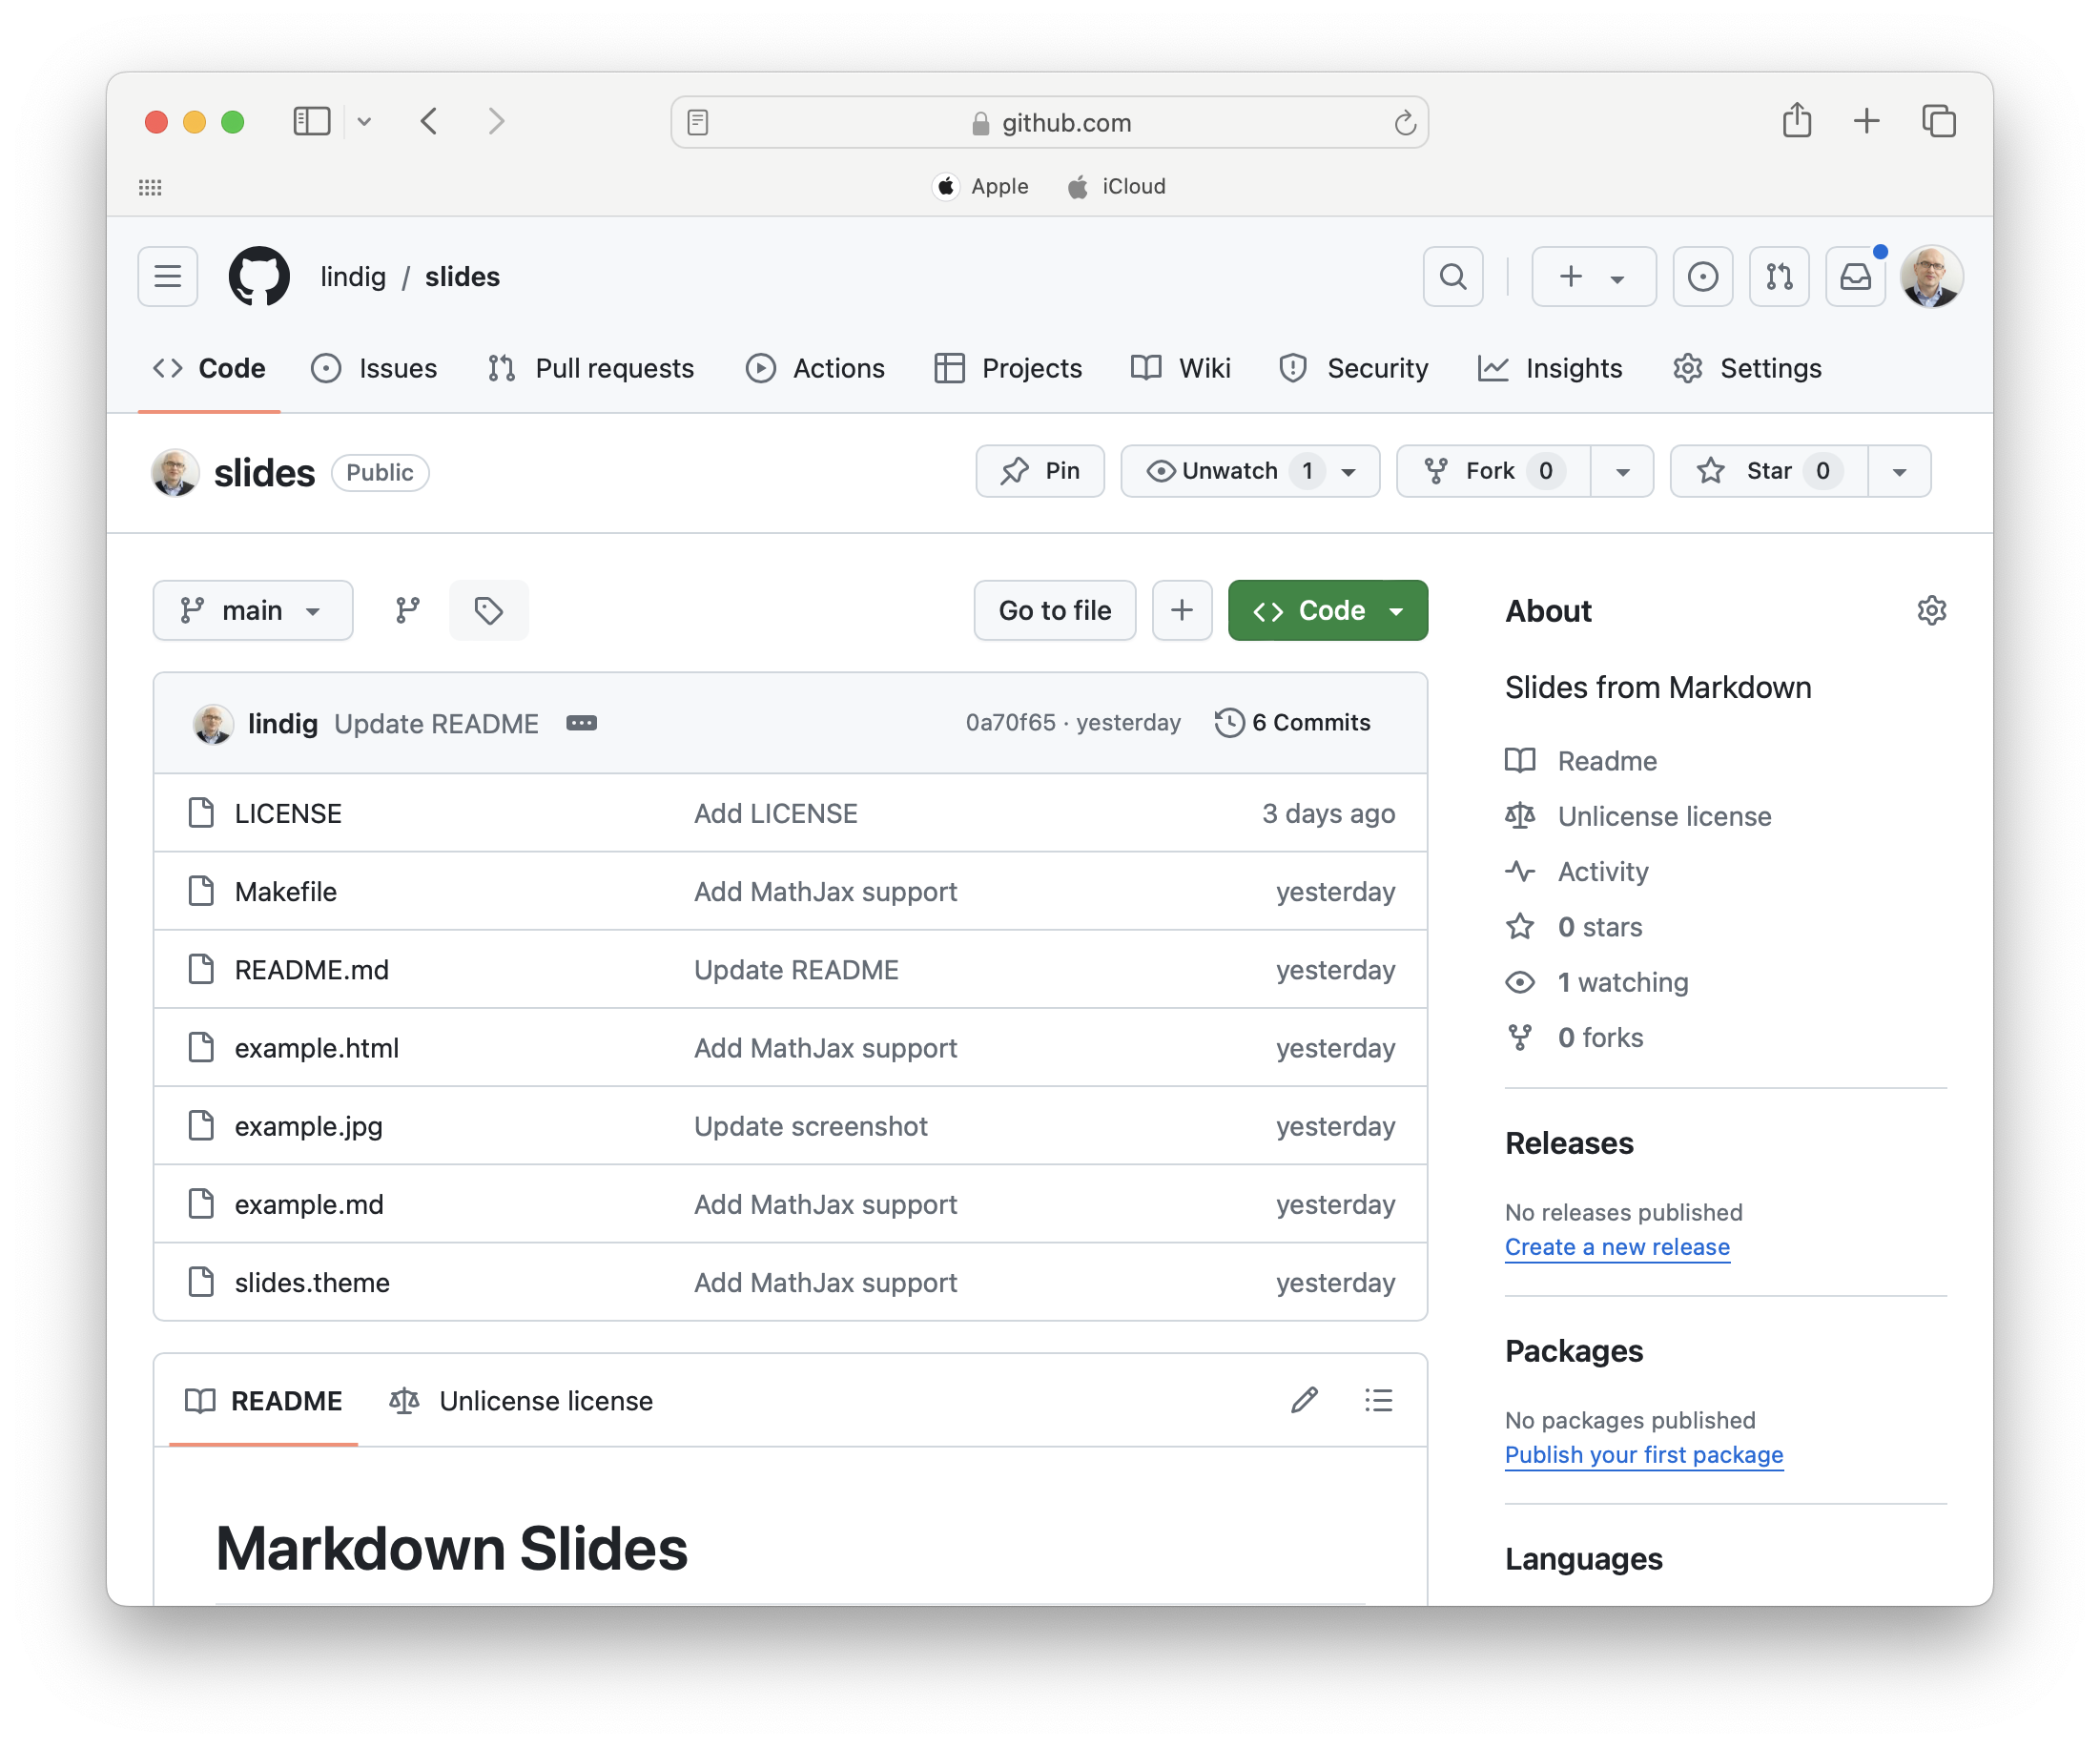 github.com
Apple iCloud
lindig / slides
Code Issues Pull requests Actions Projects Wiki Security Insights Settings
slides Public Pin Unwatch 1 Fork 0 Star 0
main Go to file Code
lindig Update README 0a70f65 · yesterday 6 Commits
LICENSE Add LICENSE 3 days ago
Makefile Add MathJax support yesterday
README.md Update README yesterday
example.html Add MathJax support yesterday
example.jpg Update screenshot yesterday
example.md Add MathJax support yesterday
slides.theme Add MathJax support yesterday
README Unlicense license
Markdown Slides
About
Slides from Markdown
Readme
Unlicense license
Activity
0 stars
1 watching
0 forks
Releases
No releases published
Create a new release
Packages
No packages published
Publish your first package
Languages